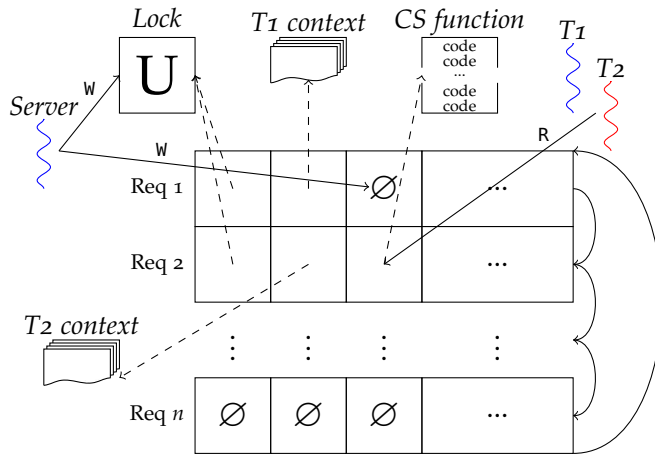 Lock
T1 context
CS function
T1
T2
U
code
code
...
code
code
Server
W
W
R
Req 1
∅
...
Req 2
...
T2 context
⋮ ⋮ ⋮ ⋮
Req n
∅ ∅ ∅ ...